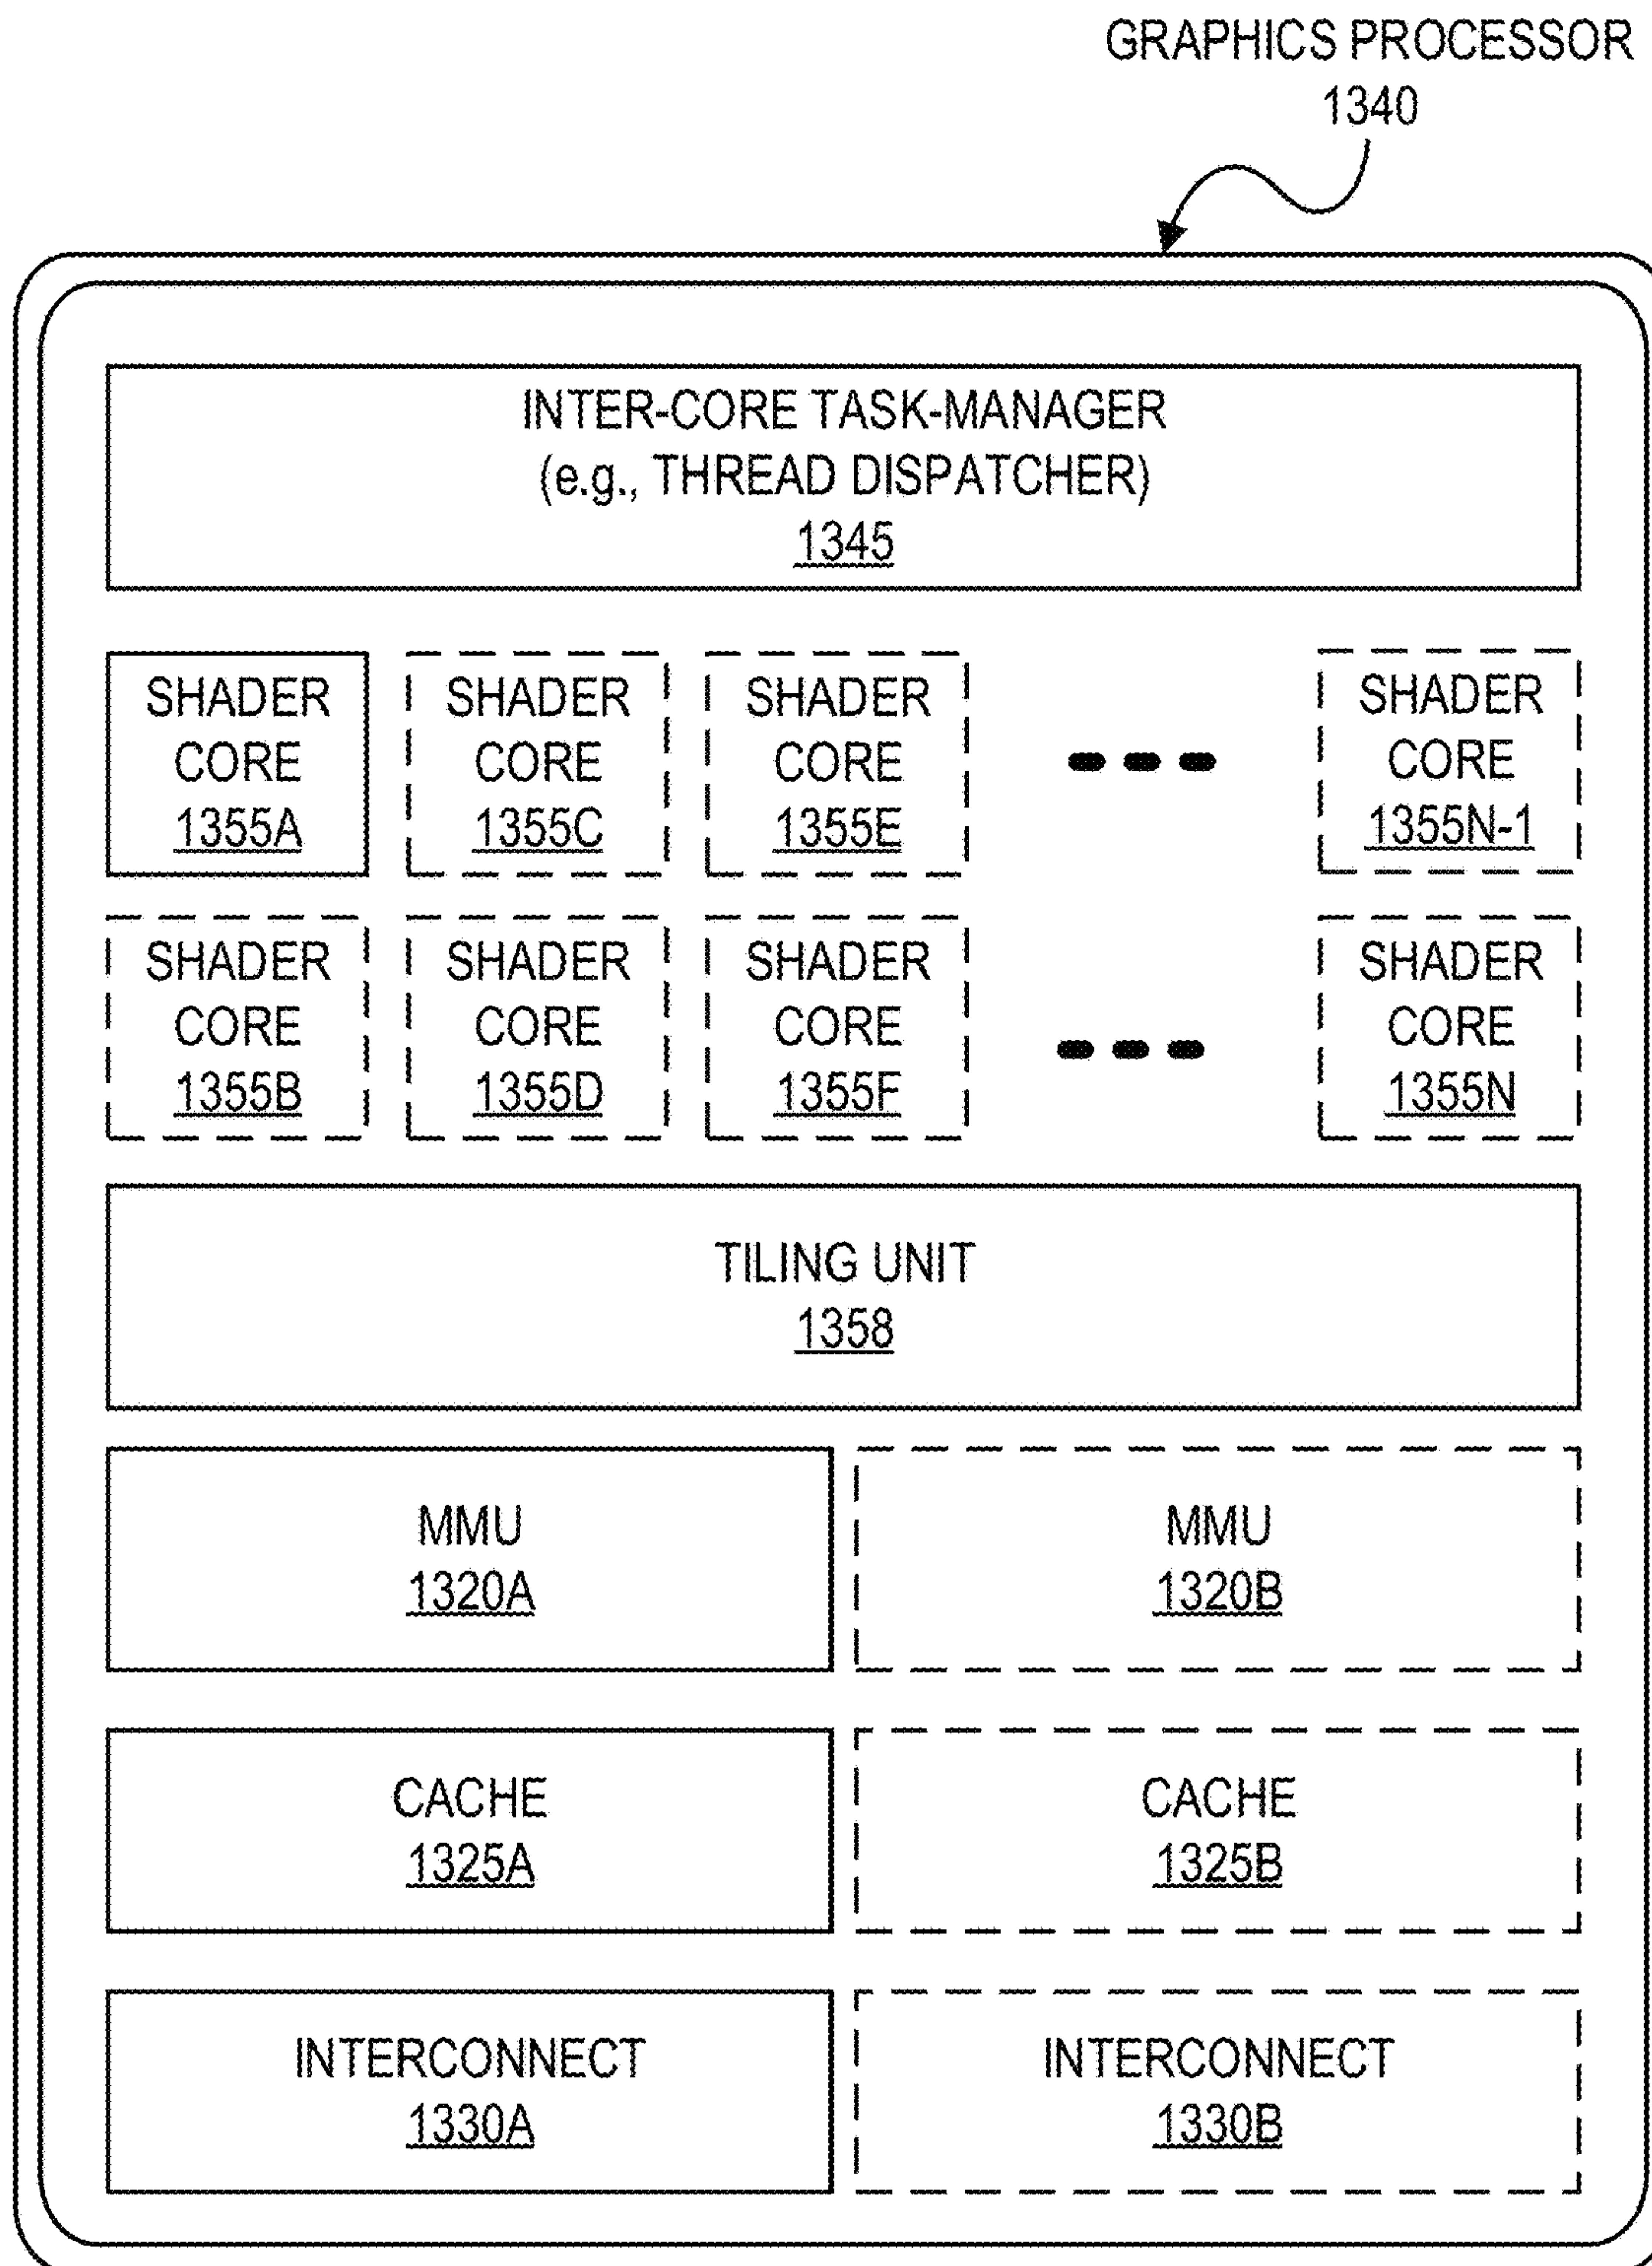 GRAPHICS PROCESSOR
1340
INTER-CORE TASK-MANAGER
(e.g., THREAD DISPATCHER)
1345
SHADER
CORE
1355A
SHADER
CORE
1355C
SHADER
CORE
1355E
SHADER
CORE
1355N-1
SHADER
CORE
1355B
SHADER
CORE
1355D
SHADER
CORE
1355F
SHADER
CORE
1355N
TILING UNIT
1358
MMU
1320A
MMU
1320B
CACHE
1325A
CACHE
1325B
INTERCONNECT
1330A
INTERCONNECT
1330B